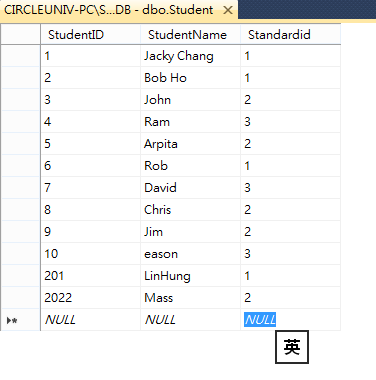 CIRCLEUNIV-PC\S...DB - dbo.Student
StudentID StudentName Standardid
1 Jacky Chang 1
2 Bob Ho 1
3 John 2
4 Ram 3
5 Arpita 2
6 Rob 1
7 David 3
8 Chris 2
9 Jim 2
10 eason 3
201 LinHung 1
2022 Mass 2
NULL NULL NULL
英